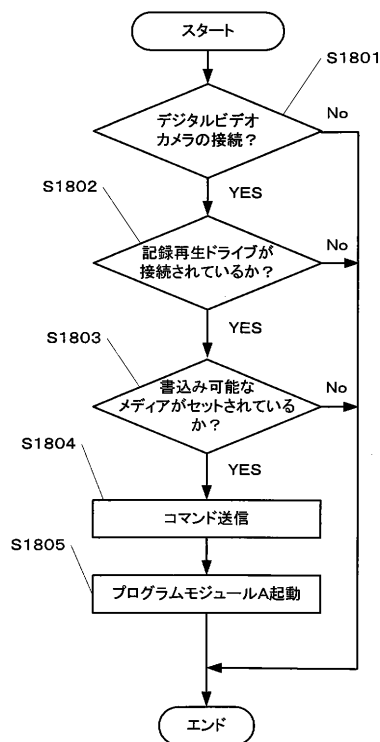 スタート
S1801
デジタルビデオ
カメラの接続?
No
YES
S1802
記録再生ドライブが
接続されているか?
No
YES
S1803
書込み可能な
メディアがセットされている
か?
No
YES
S1804
コマンド送信
S1805
プログラムモジュールA起動
エンド